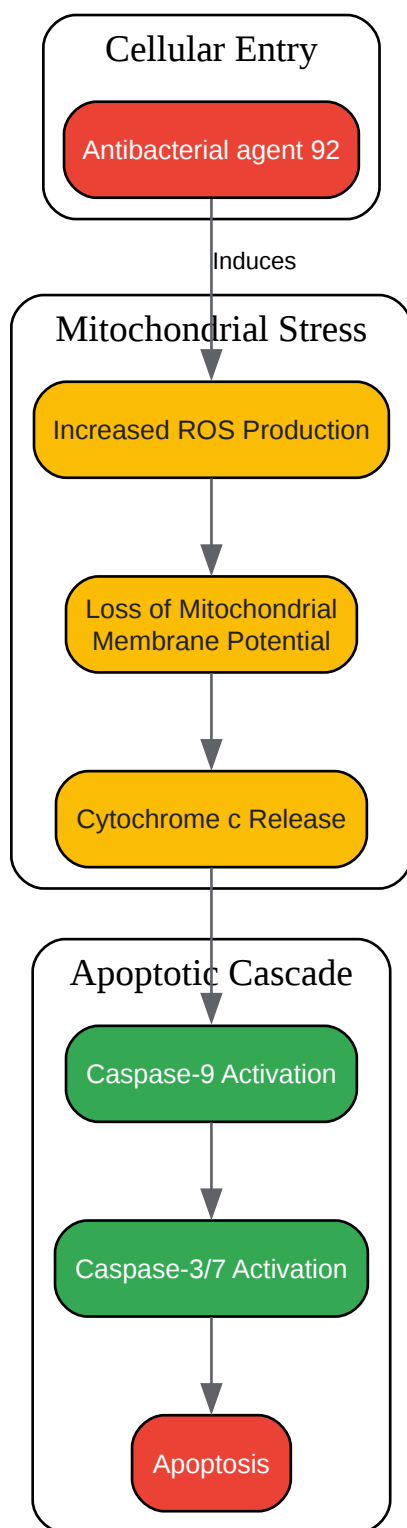 Cellular Entry
Antibacterial agent 92
Induces
Mitochondrial Stress
Increased ROS Production
Loss of Mitochondrial
Membrane Potential
Cytochrome c Release
Apoptotic Cascade
Caspase-9 Activation
Caspase-3/7 Activation
Apoptosis